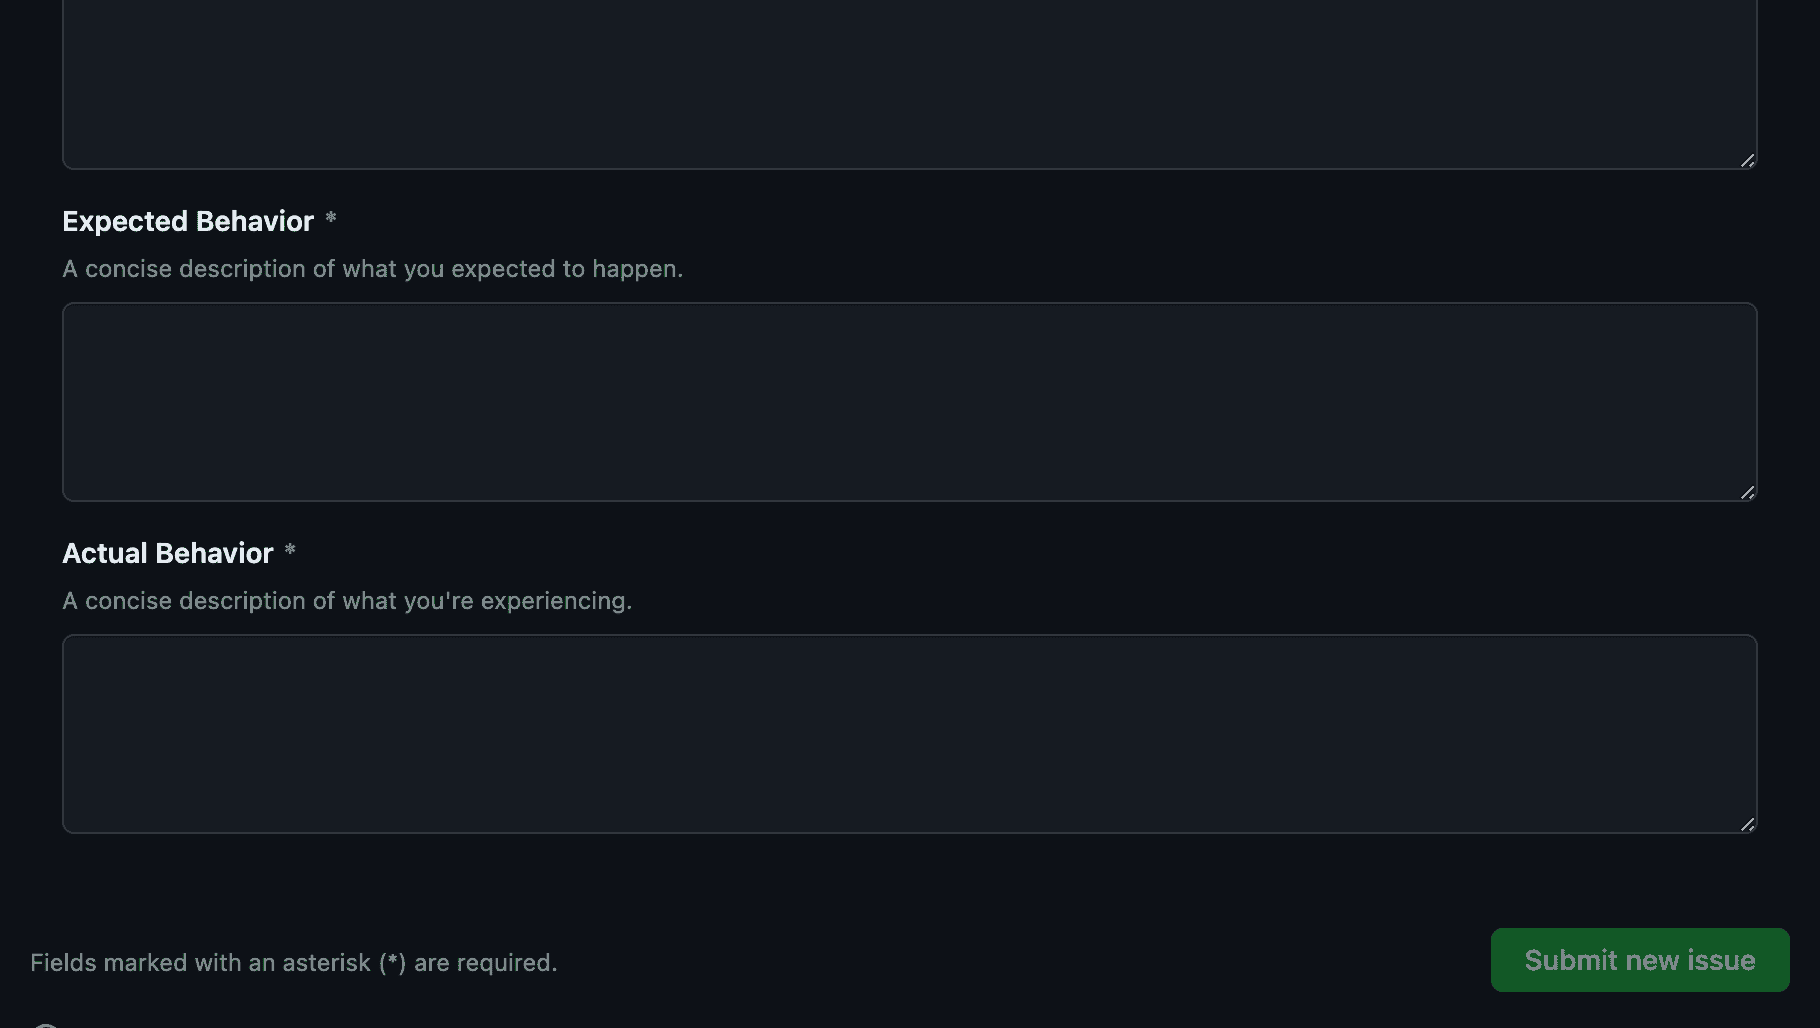 Expected Behavior *
A concise description of what you expected to happen.
Actual Behavior *
A concise description of what you're experiencing.
Fields marked with an asterisk (*) are required.
Submit new issue